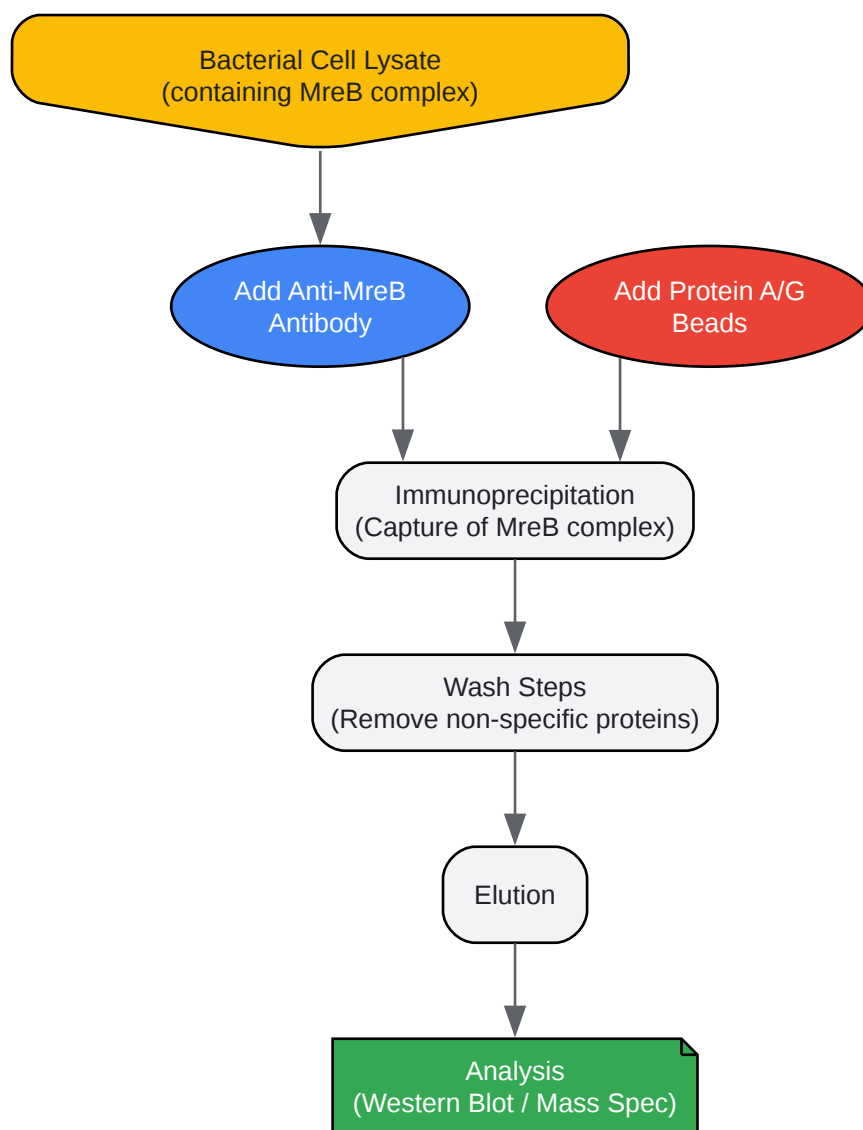 Bacterial Cell Lysate
(containing MreB complex)
Add Anti-MreB
Antibody
Add Protein A/G
Beads
Immunoprecipitation
(Capture of MreB complex)
Wash Steps
(Remove non-specific proteins)
Elution
Analysis
(Western Blot / Mass Spec)